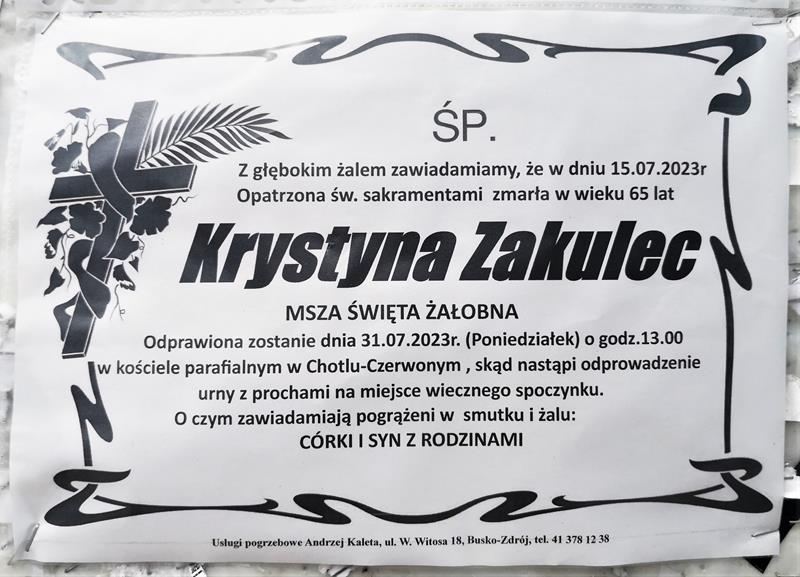 ŚP.
Z głębokim żalem zawiadamiamy, że w dniu 15.07.2023r
Opatrzona św. sakramentami zmarła w wieku 65 lat
Krystyna Zakulec
MSZA ŚWIĘTA ŻAŁOBNA
Odprawiona zostanie dnia 31.07.2023r. (Poniedziałek) o godz.13.00
w kościele parafialnym w Chotlu-Czerwonym , skąd nastąpi odprowadzenie
urny z prochami na miejsce wiecznego spoczynku.
O czym zawiadamiają pogrążeni w smutku i żalu:
CÓRKI I SYN Z RODZINAMI
Usługi pogrzebowe Andrzej Kaleta, ul. W. Witosa 18, Busko-Zdrój, tel. 41 378 12 38